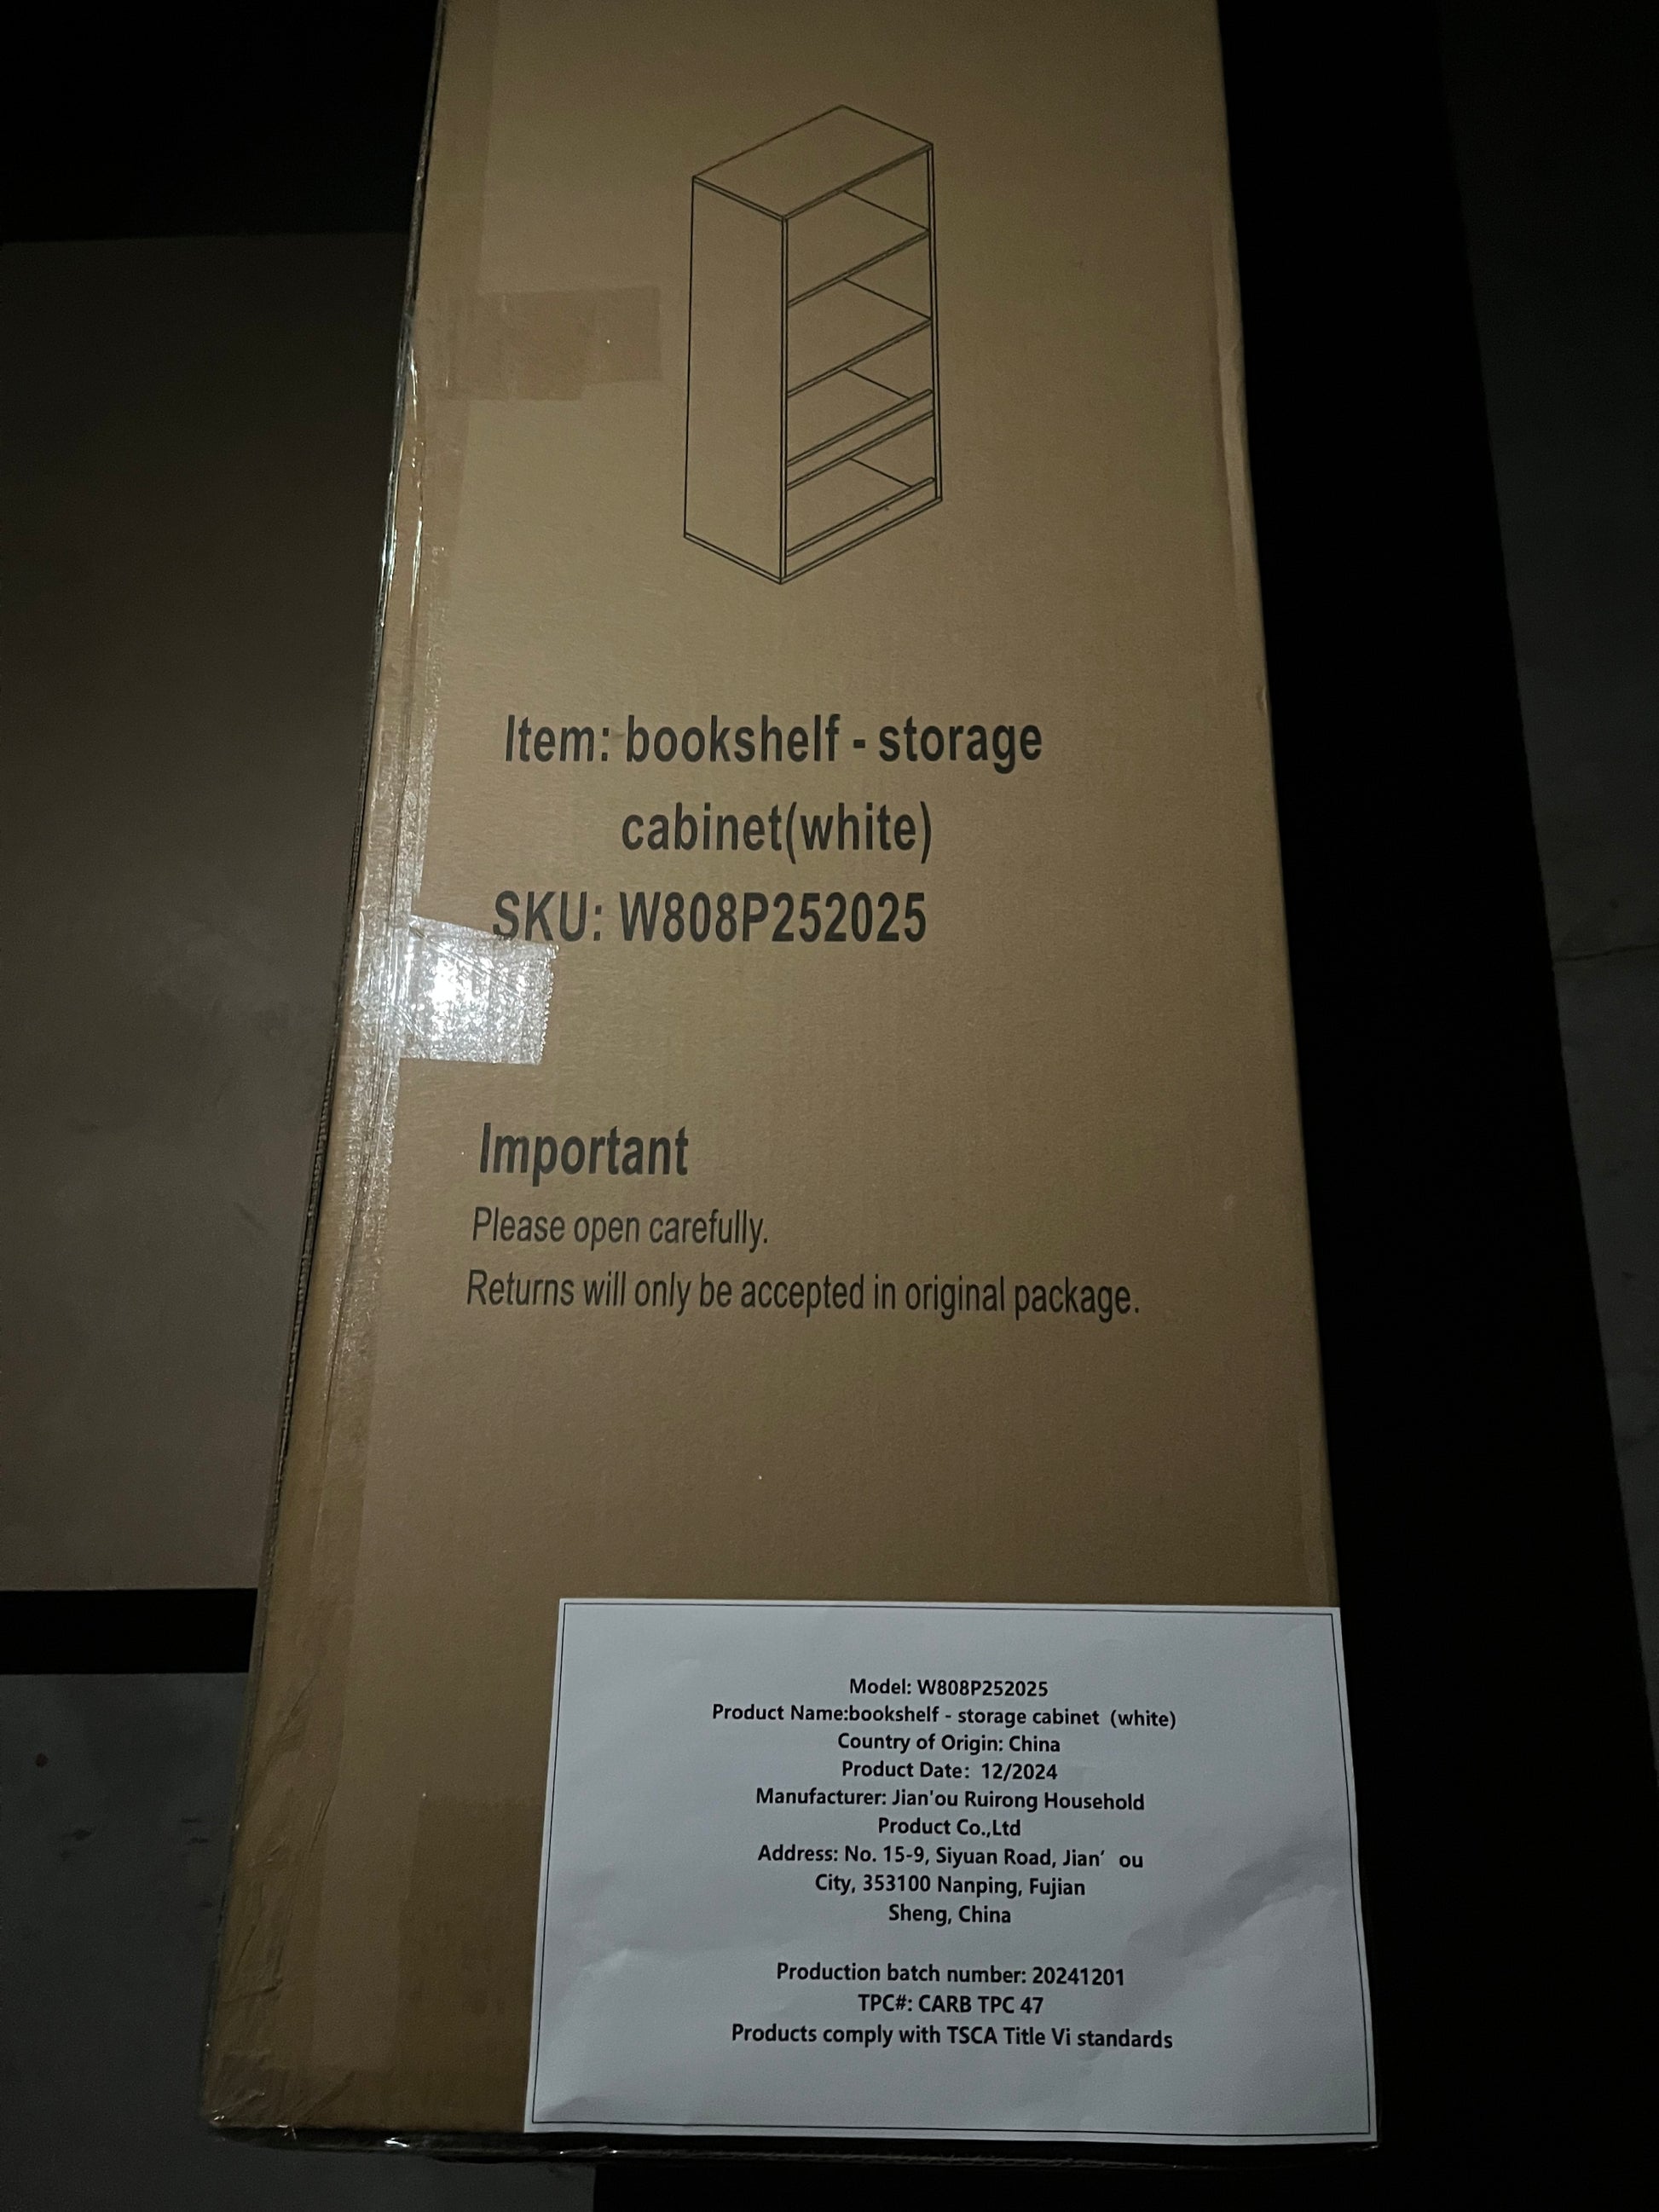 Item: bookshelf - storage
cabinet(white)
SKU: W808P252025
Important
Please open carefully.
Returns will only be accepted in original package.
Model: W808P252025
Product Name:bookshelf - storage cabinet (white)
Country of Origin: China
Product Date: 12/2024
Manufacturer: Jian'ou Ruirong Household
Product Co.,Ltd
Address: No. 15-9, Siyuan Road, Jian’ ou
City, 353100 Nanping, Fujian
Sheng, China
Production batch number: 20241201
TPC#: CARB TPC 47
Products comply with TSCA Title Vi standards